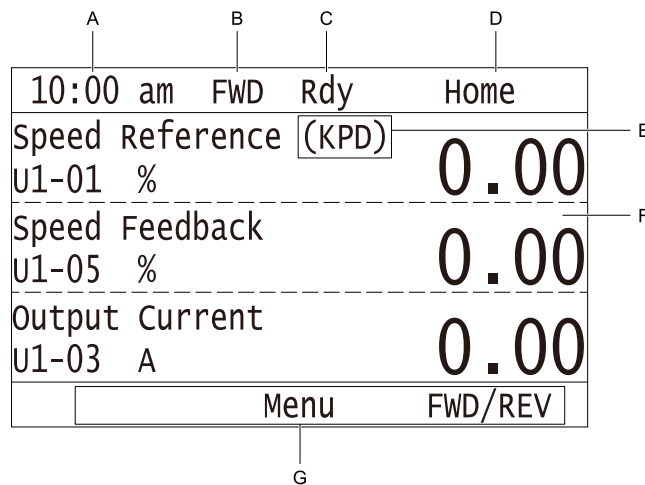 A B C D
10:00 am FWD Rdy Home
Speed Reference (KPD) E
U1-01 % 0.00
F
Speed Feedback
U1-05 % 0.00
Output Current
U1-03 A 0.00
Menu FWD/REV
G